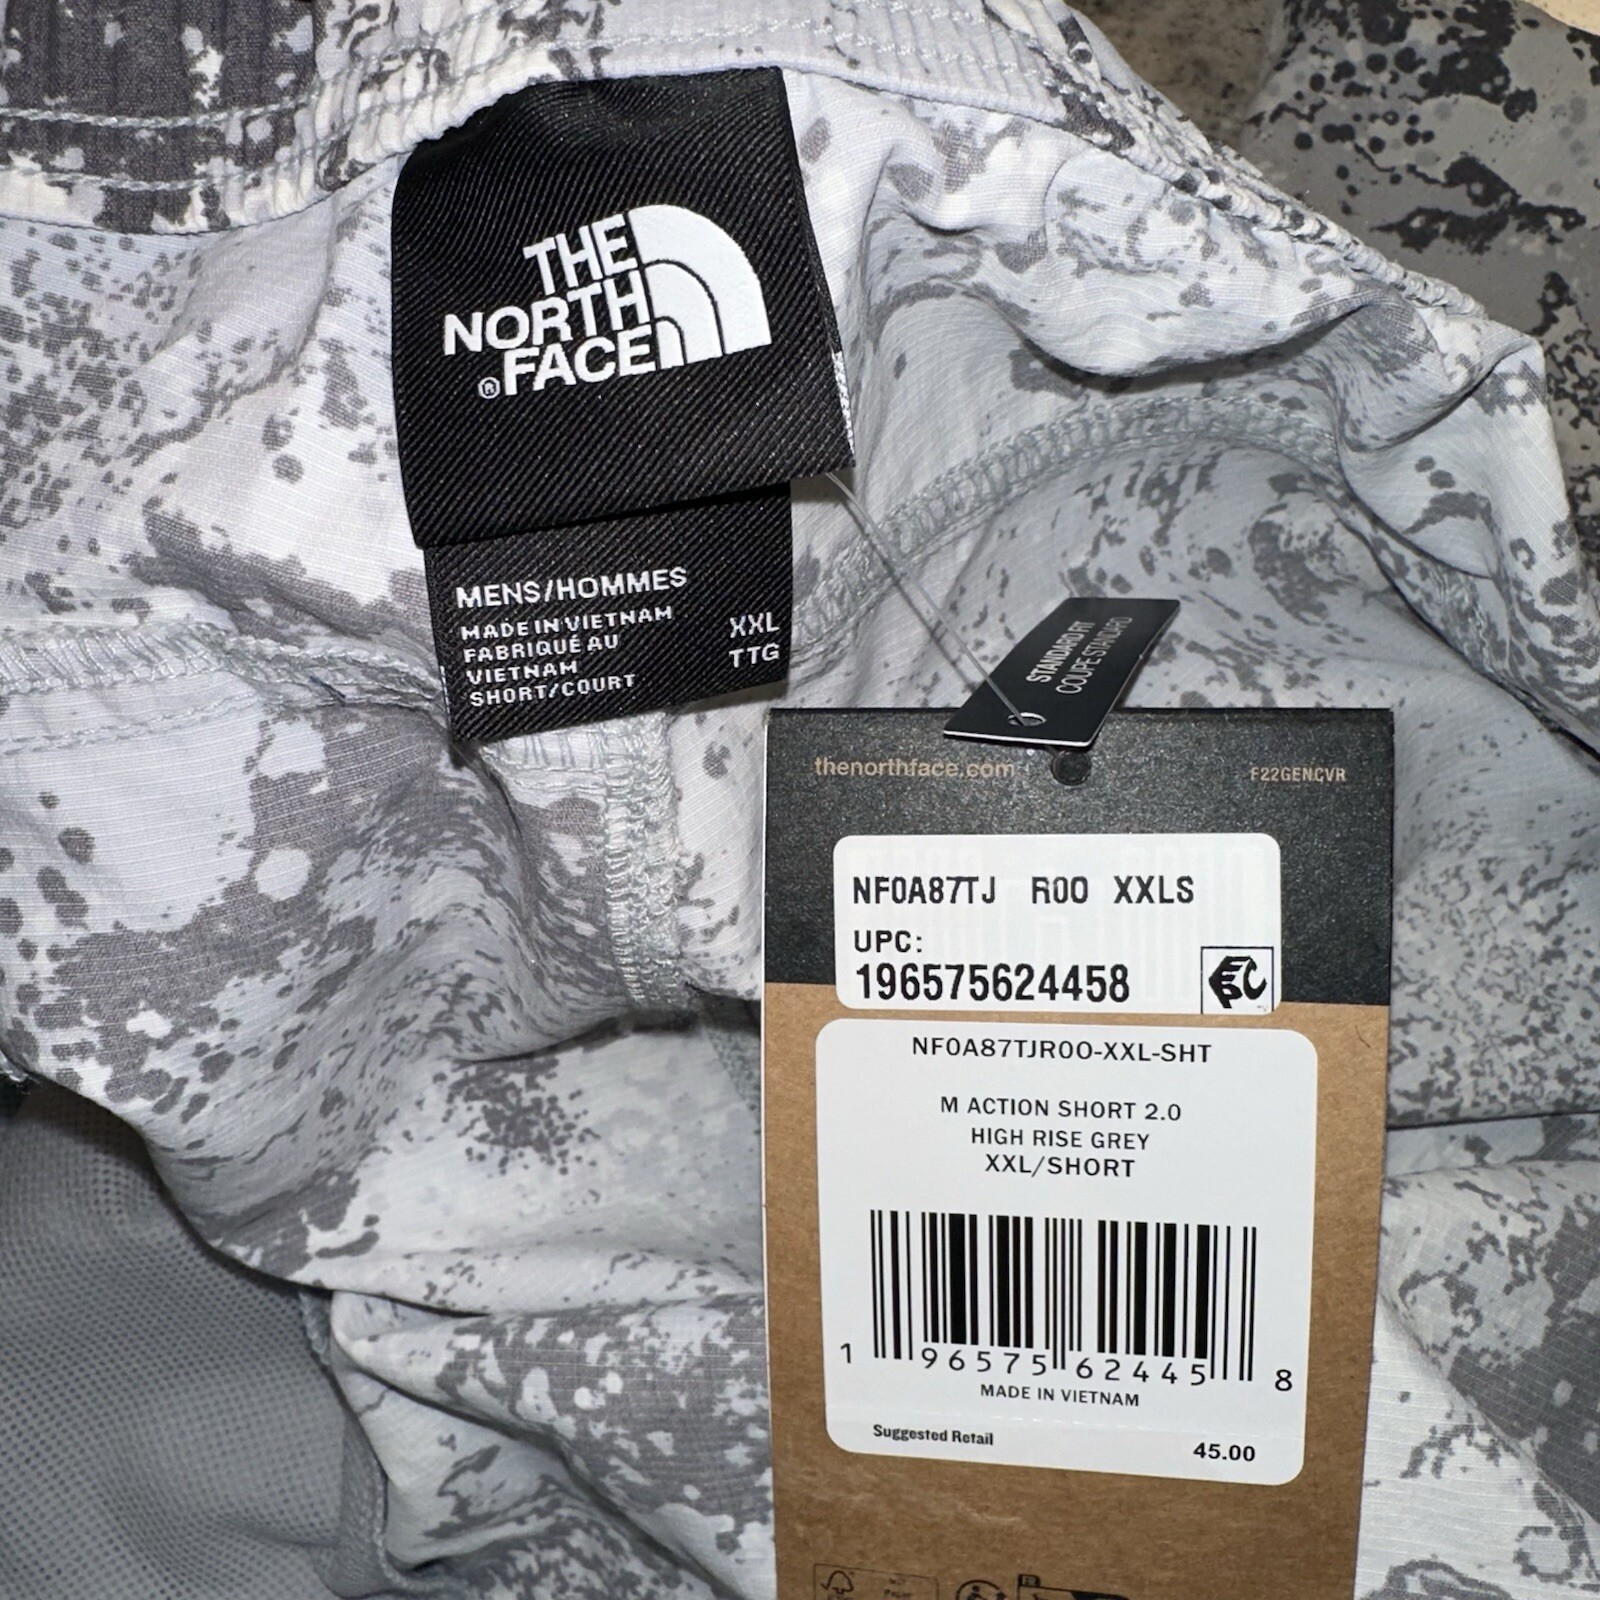 THE
NORTH
® FACE
MENS/HOMMES
MADE IN VIETNAM
FABRIQUÉ AU
VIETNAM
SHORT/COURT
XXL
TTG
STANDARD FIT
COUPE STANDARD
thenorthface.com
F22GENCVR
NF0A87TJ R00 XXLS
UPC:
196575624458
NF0A87TJR00-XXL-SHT
M ACTION SHORT 2.0
HIGH RISE GREY
XXL/SHORT
1 96575 62445 8
MADE IN VIETNAM
Suggested Retail
45.00